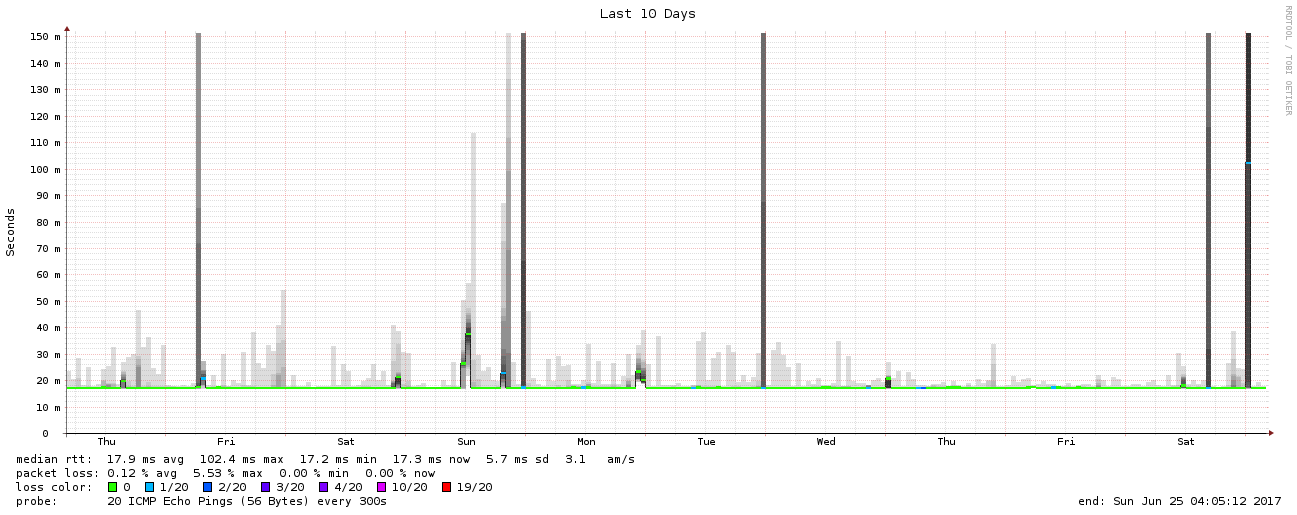 Last 10 Days
RRDTOOL / TOBI OETIKER
Seconds
150 m
140 m
130 m
120 m
110 m
100 m
90 m
80 m
70 m
60 m
50 m
40 m
30 m
20 m
10 m
0
Thu Fri Sat Sun Mon Tue Wed Thu Fri Sat
median rtt: 17.9 ms avg 102.4 ms max 17.2 ms min 17.3 ms now 5.7 ms sd 3.1 am/s
packet loss: 0.12 % avg 5.53 % max 0.00 % min 0.00 % now
loss color: 0 1/20 2/20 3/20 4/20 10/20 19/20
probe: 20 ICMP Echo Pings (56 Bytes) every 300s end: Sun Jun 25 04:05:12 2017